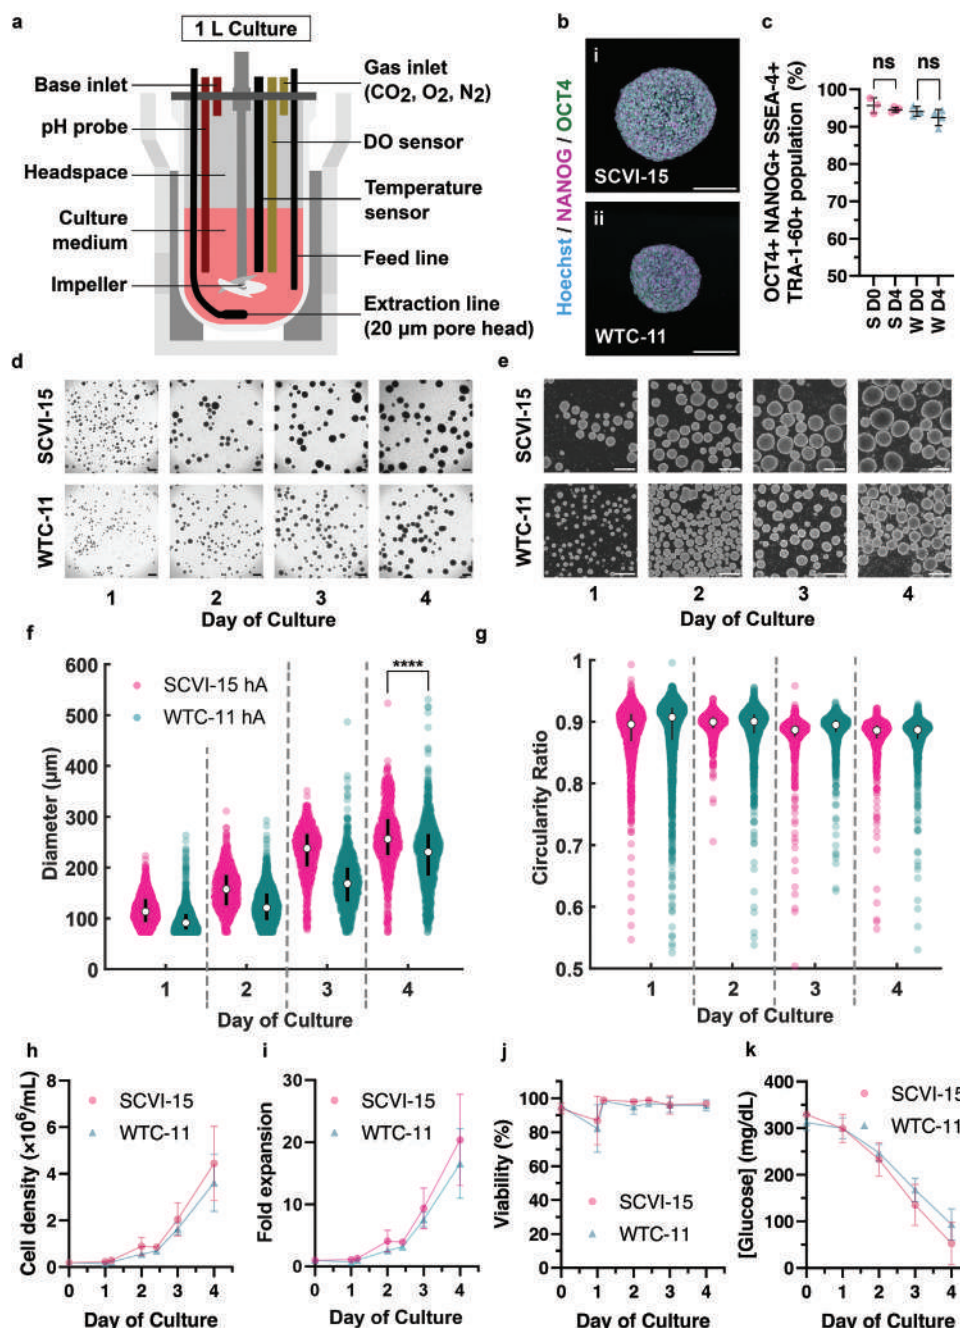 a
1 L Culture
Base inlet
pH probe
Headspace
Culture
medium
Impeller
Gas inlet
(CO2, O2, N2)
DO sensor
Temperature
sensor
Feed line
Extraction line
(20 µm pore head)
b
Hoechst / NANOG / OCT4
i
SCVI-15
ii
WTC-11
c
OCT4+ NANOG+ SSEA-4+
TRA-1-60+ population (%)
ns
ns
100
90
80
70
60
50
S D0
S D4
W D0
W D4
d
SCVI-15
WTC-11
1
2
3
4
Day of Culture
e
SCVI-15
WTC-11
1
2
3
4
Day of Culture
f
Diameter (µm)
600
500
400
300
200
100
0
SCVI-15 hA
WTC-11 hA
****
1
2
3
4
Day of Culture
g
Circularity Ratio
1
0.9
0.8
0.7
0.6
0.5
1
2
3
4
Day of Culture
h
Cell density (×10⁶/mL)
8
6
4
2
0
SCVI-15
WTC-11
0 1 2 3 4
Day of Culture
i
Fold expansion
30
20
10
0
SCVI-15
WTC-11
0 1 2 3 4
Day of Culture
j
Viability (%)
100
80
60
40
20
0
SCVI-15
WTC-11
0 1 2 3 4
Day of Culture
k
[Glucose] (mg/dL)
400
300
200
100
0
SCVI-15
WTC-11
0 1 2 3 4
Day of Culture